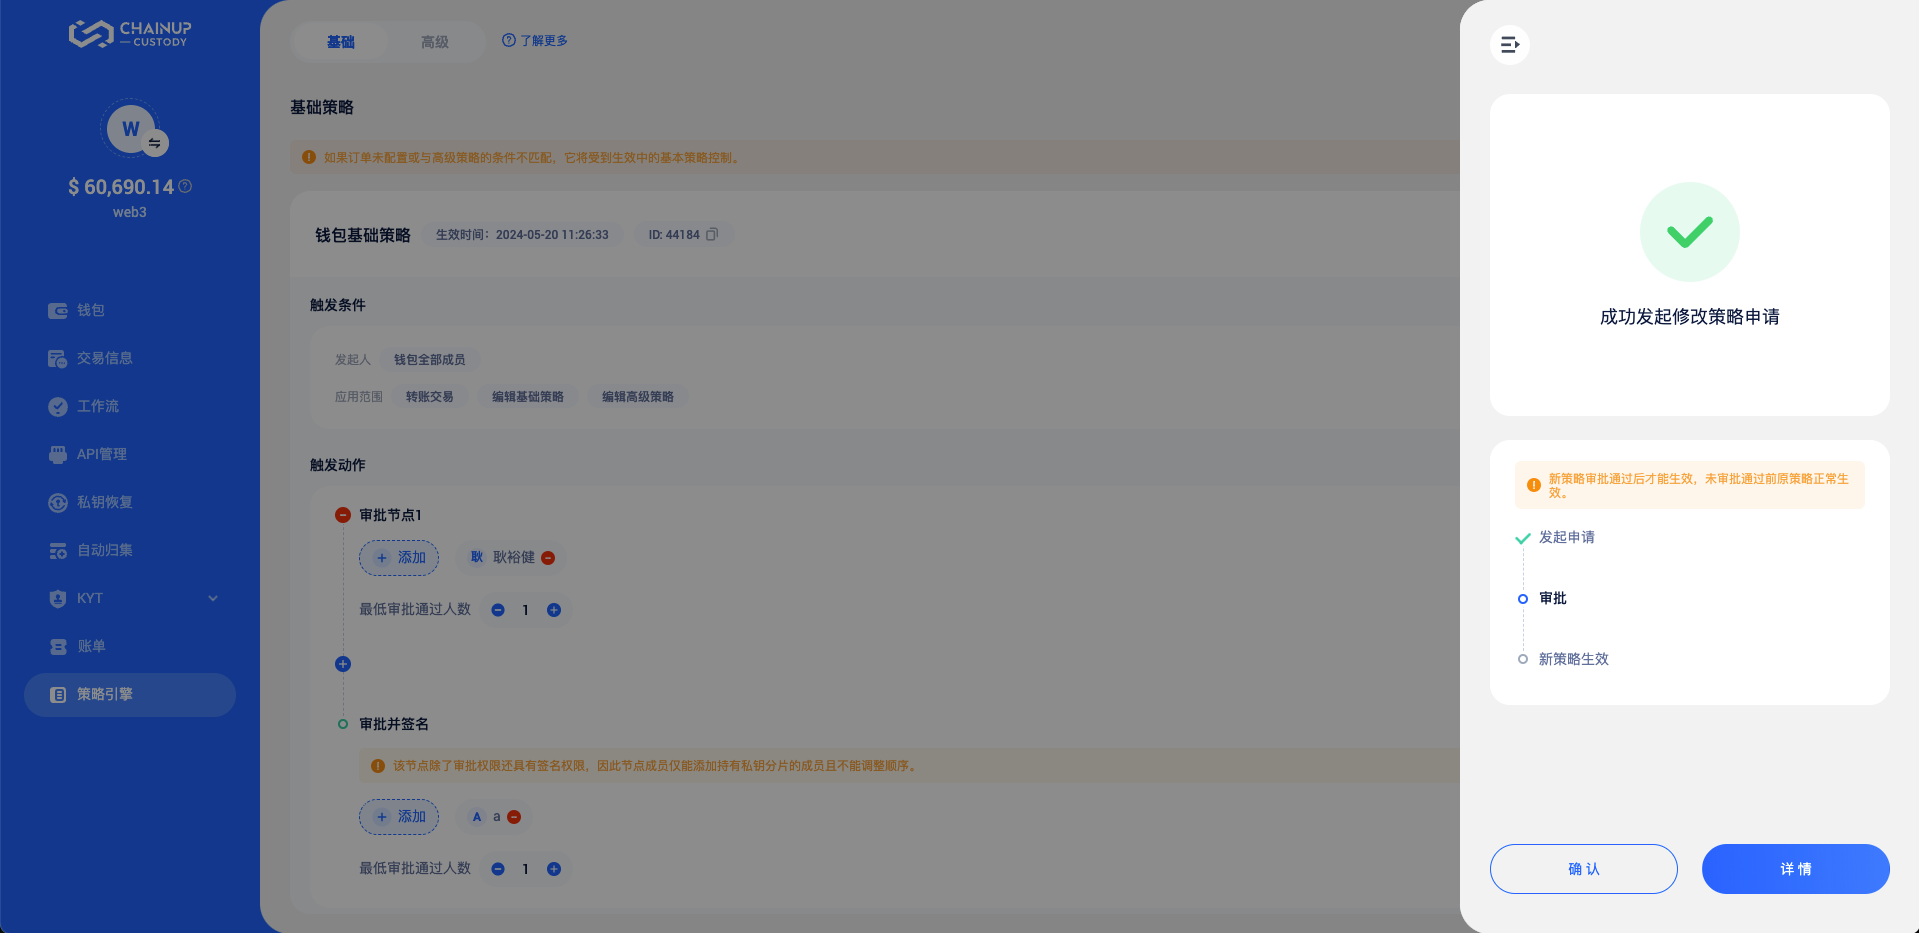 CHAINUP
CUSTODY
W
$ 60,690.14
web3
钱包
交易信息
工作流
API管理
私钥恢复
自动归集
KYT
账单
策略引擎
基础 高级 了解更多
基础策略
如果订单未配置或与高级策略的条件不匹配，它将受到生效中的基本策略控制。
钱包基础策略 生效时间：2024-05-20 11:26:33 ID: 44184
触发条件
发起人 钱包全部成员
应用范围 转账交易 编辑基础策略 编辑高级策略
触发动作
审批节点1
添加 耿 耿裕健
最低审批通过人数 1
审批并签名
该节点除了审批权限还具有签名权限，因此节点成员仅能添加持有私钥分片的成员且不能调整顺序。
添加 A a
最低审批通过人数 1
成功发起修改策略申请
新策略审批通过后才能生效，未审批通过前原策略正常生
效。
发起申请
审批
新策略生效
确认 详情